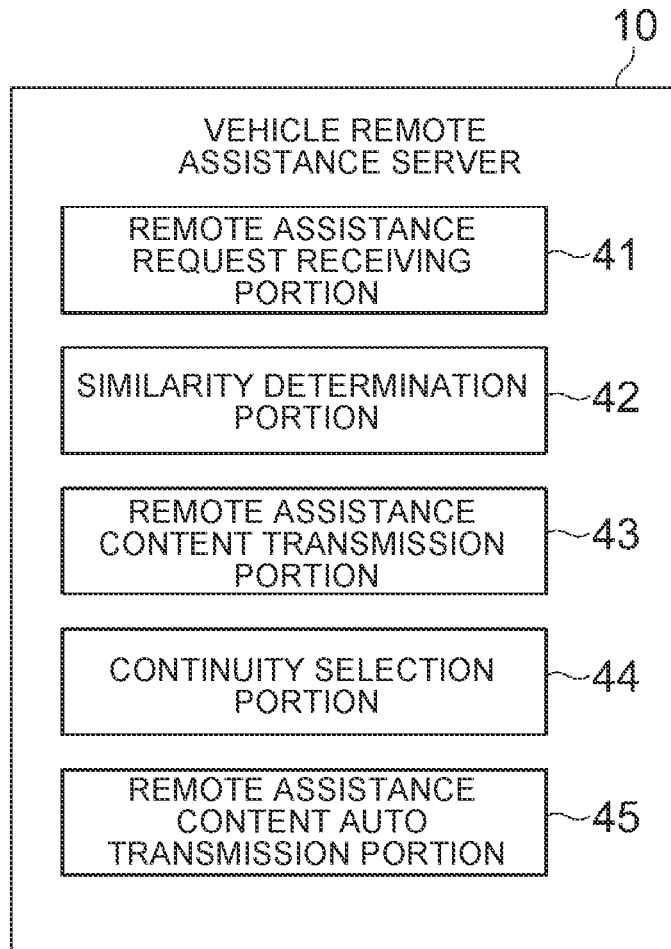 10
VEHICLE REMOTE
ASSISTANCE SERVER
REMOTE ASSISTANCE
REQUEST RECEIVING
PORTION
41
SIMILARITY DETERMINATION
PORTION
42
REMOTE ASSISTANCE
CONTENT TRANSMISSION
PORTION
43
CONTINUITY SELECTION
PORTION
44
REMOTE ASSISTANCE
CONTENT AUTO
TRANSMISSION PORTION
45